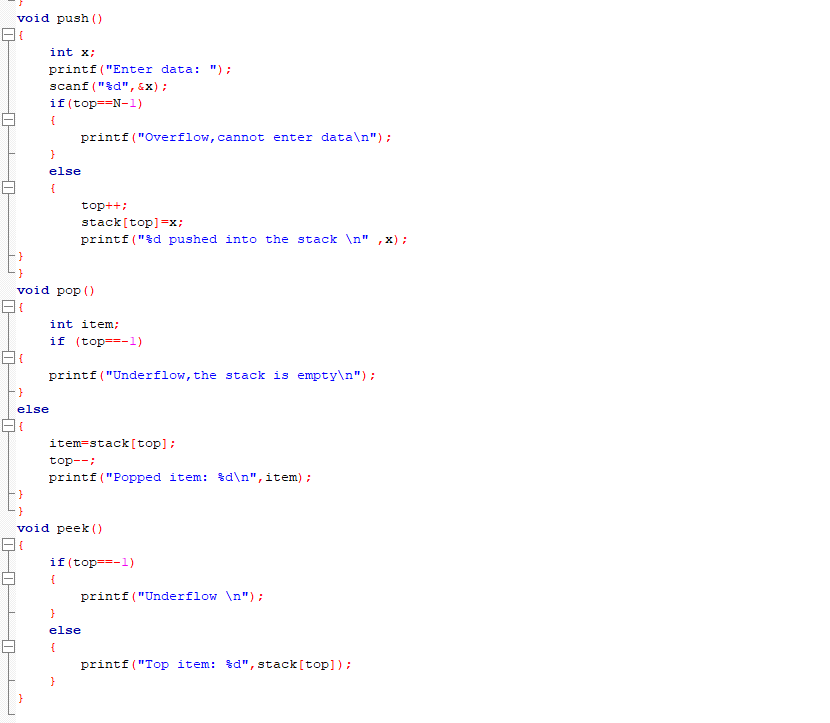 }
void push()
{
    int x;
    printf("Enter data: ");
    scanf("%d",&x);
    if(top==N-1)
    {
        printf("Overflow,cannot enter data\n");
    }
    else
    {
        top++;
        stack[top]=x;
        printf("%d pushed into the stack \n" ,x);
}
}
void pop()
{
    int item;
    if (top==-1)
{
    printf("Underflow,the stack is empty\n");
}
else
{
    item=stack[top];
    top--;
    printf("Popped item: %d\n",item);
}
}
void peek()
{
    if(top==-1)
    {
        printf("Underflow \n");
    }
    else
    {
        printf("Top item: %d",stack[top]);
    }
}